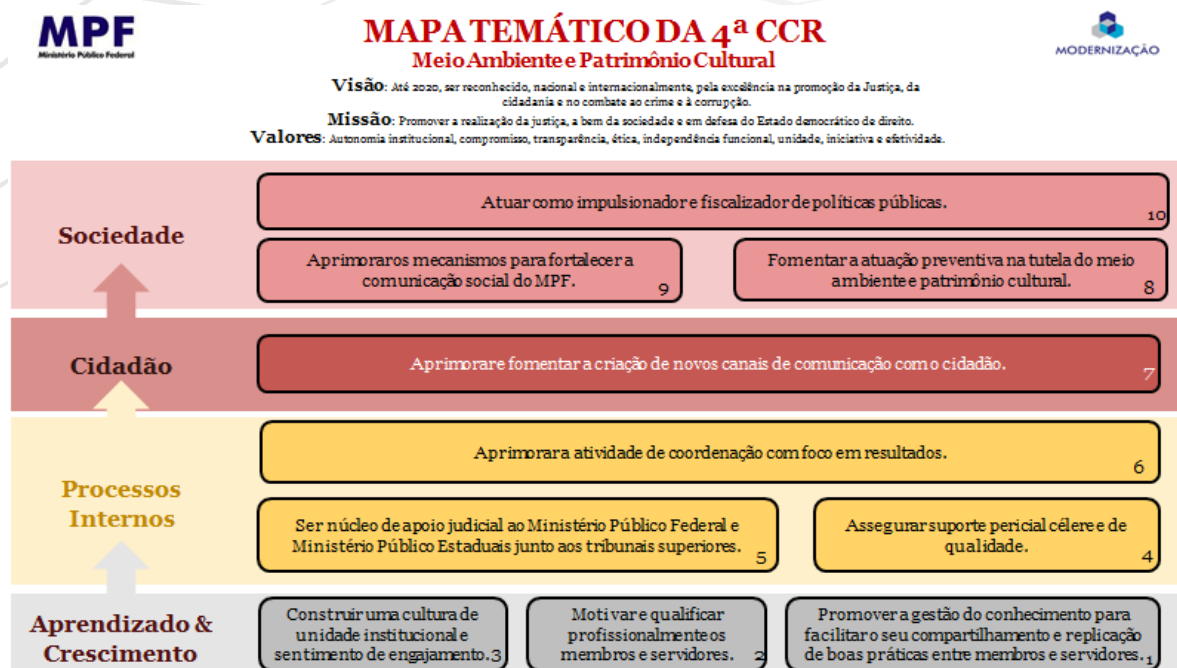 MPF
Ministério Público Federal
MAPA TEMÁTICO DA 4ª CCR
Meio Ambiente e Patrimônio Cultural
MODERNIZAÇÃO
Visão: Até 2020, ser reconhecido, nacional e internacionalmente, pela excelência na promoção da Justiça, da
cidadania e no combate ao crime e à corrupção.
Missão: Promover a realização da justiça, a bem da sociedade e em defesa do Estado democrático de direito.
Valores: Autonomia institucional, compromisso, transparência, ética, independência funcional, unidade, iniciativa e efetividade.
Sociedade
Atuar como impulsionador e fiscalizador de políticas públicas.
10
Aprimorar os mecanismos para fortalecer a
comunicação social do MPF.
9
Fomentar a atuação preventiva na tutela do meio
ambiente e patrimônio cultural.
8
Cidadão
Aprimorar e fomentar a criação de novos canais de comunicação com o cidadão.
7
Processos
Internos
Aprimorar a atividade de coordenação com foco em resultados.
6
Ser núcleo de apoio judicial ao Ministério Público Federal e
Ministério Público Estaduais junto aos tribunais superiores.
5
Assegurar suporte pericial célere e de
qualidade.
4
Aprendizado &
Crescimento
Construir uma cultura de
unidade institucional e
sentimento de engajamento.
3
Motivar e qualificar
profissionalmente os
membros e servidores.
2
Promover a gestão do conhecimento para
facilitar o seu compartilhamento e replicação
de boas práticas entre membros e servidores.
1